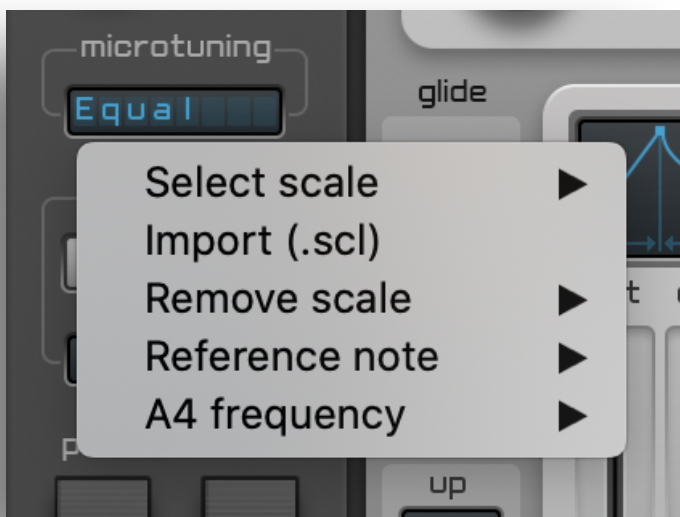 microtuning
glide
Equal
Select scale
Import (.scl)
Remove scale
Reference note
A4 frequency
up